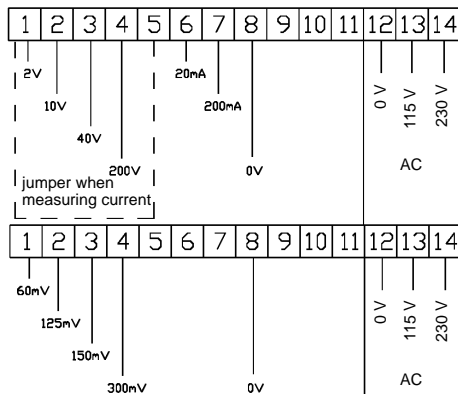 1 2 3 4 5 6 7 8 9 10 11 12 13 14
2V 20mA
10V 200mA
40V
200V 0V
0 V 115 V 230 V
AC
jumper when
measuring current
1 2 3 4 5 6 7 8 9 10 11 12 13 14
60mV
125mV
150mV
300mV 0V
0 V 115 V 230 V
AC